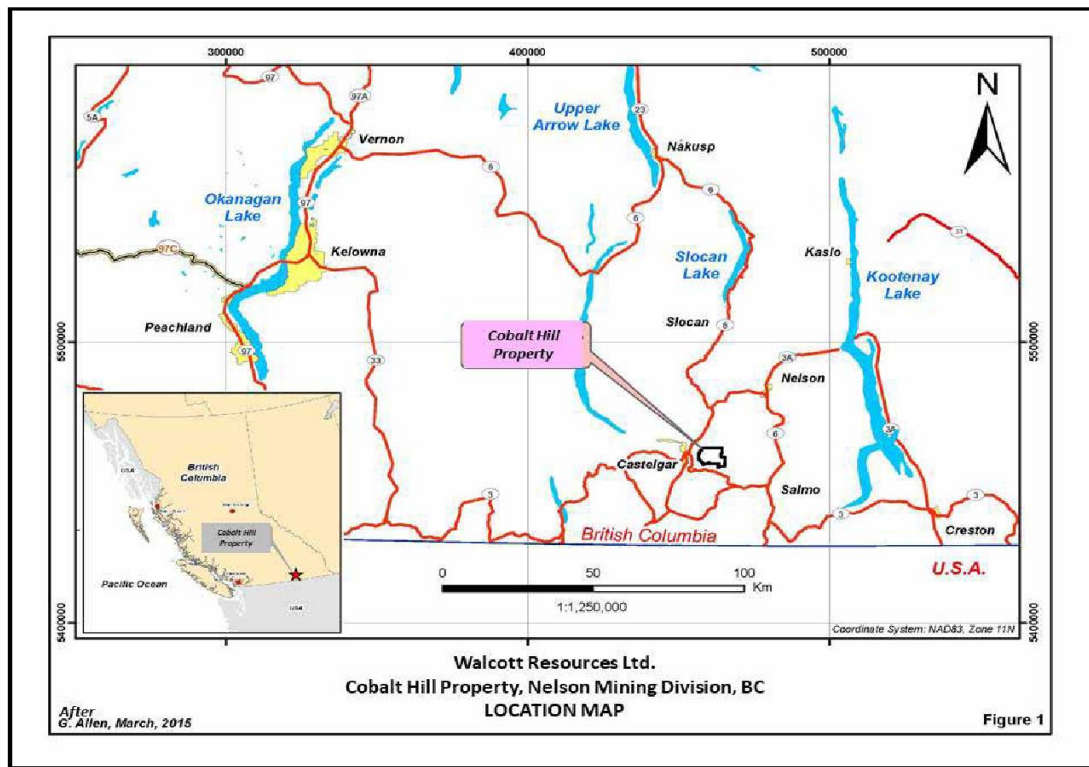 300000
400000
500000
97
97A
5A
Vernon
Upper
Arrow Lake
23
Nakusp
N
6
6
6
Okanagan
Lake
97
97C
Kelowna
Slocan
Lake
Kaslo
31
Kootenay
Lake
Peachland
97
33
Slocan
6
5500000
5500000
Cobalt Hill
Property
3A
Nelson
3A
6
Castelgar
Salmo
3
3
3
Creston
British Columbia
U.S.A.
USA
British
Columbia
Cobalt Hill
Property
Pacific Ocean
USA
0
50
100
Km
1:1,250,000
5400000
5400000
Coordinate System: NAD83, Zone 11N
Walcott Resources Ltd.
Cobalt Hill Property, Nelson Mining Division, BC
LOCATION MAP
After
G. Allen, March, 2015
Figure 1